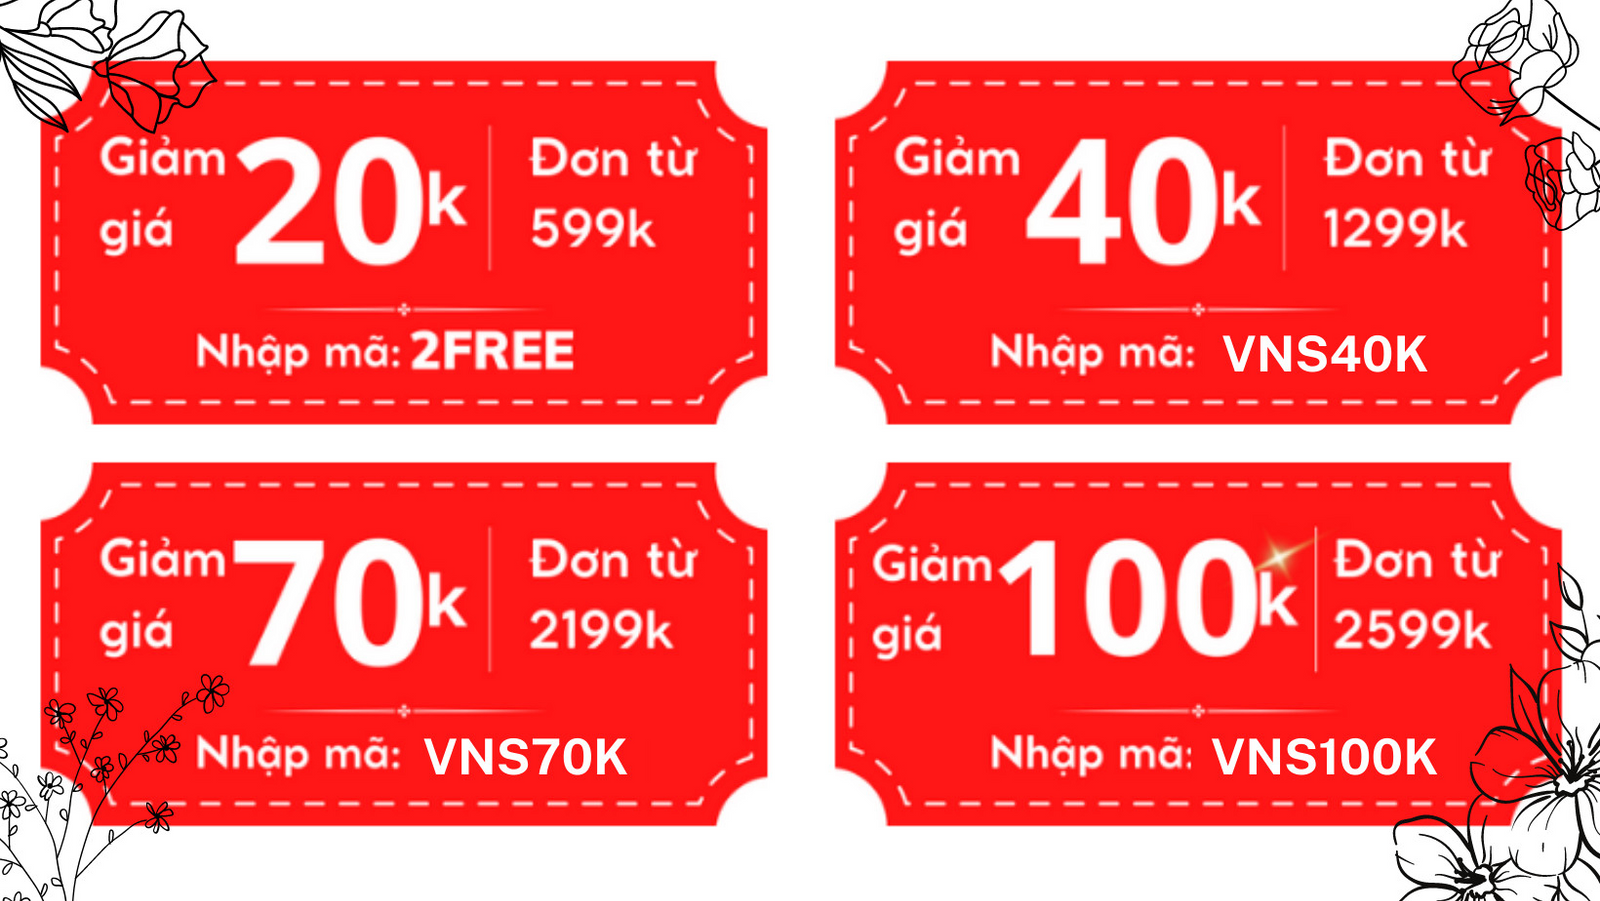 Giảm giá 20k Đơn từ 599k
Nhập mã: 2FREE
Giảm giá 40k Đơn từ 1299k
Nhập mã: VNS40K
Giảm giá 70k Đơn từ 2199k
Nhập mã: VNS70K
Giảm giá 100k Đơn từ 2599k
Nhập mã: VNS100K